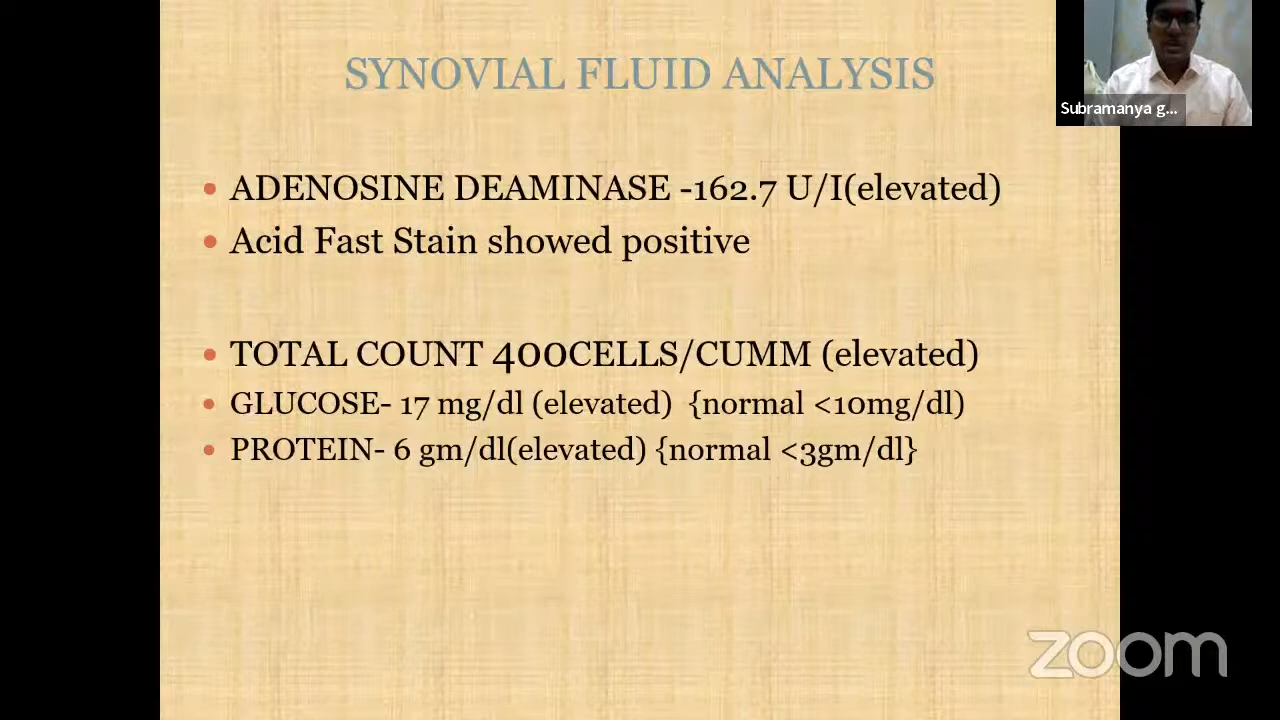 SYNOVIAL FLUID ANALYSIS
Subramanya g...
ADENOSINE DEAMINASE -162.7 U/I(elevated)
Acid Fast Stain showed positive
TOTAL COUNT 400CELLS/CUMM (elevated)
GLUCOSE- 17 mg/dl (elevated) {normal <10mg/dl)
PROTEIN- 6 gm/dl(elevated) {normal <3gm/dl}
zoom